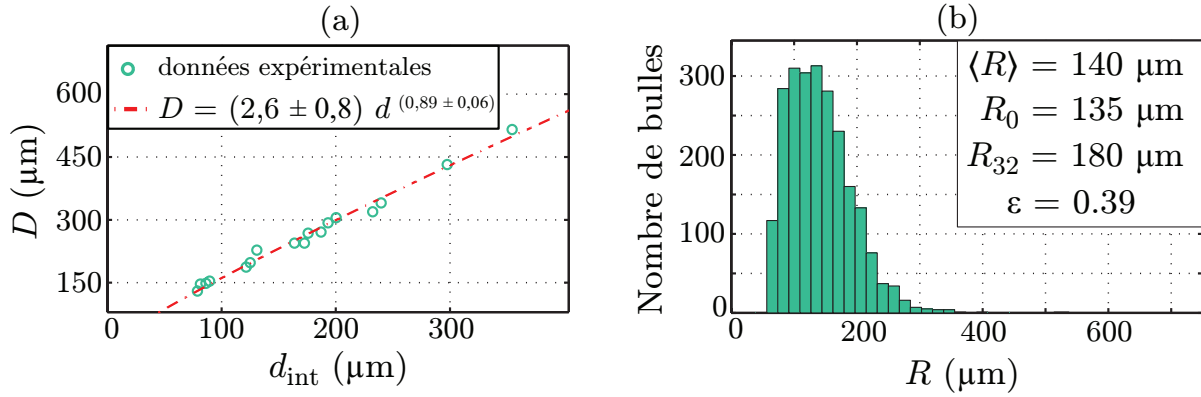 (a)
données expérimentales
D = (2,6 ± 0,8) d (0,89 ± 0,06)
D (µm)
600
450
300
150
0
100
200
300
d_int (µm)
(b)
⟨R⟩ = 140 µm
R₀ = 135 µm
R₃₂ = 180 µm
ε = 0.39
Nombre de bulles
300
200
100
0
0
200
400
600
R (µm)